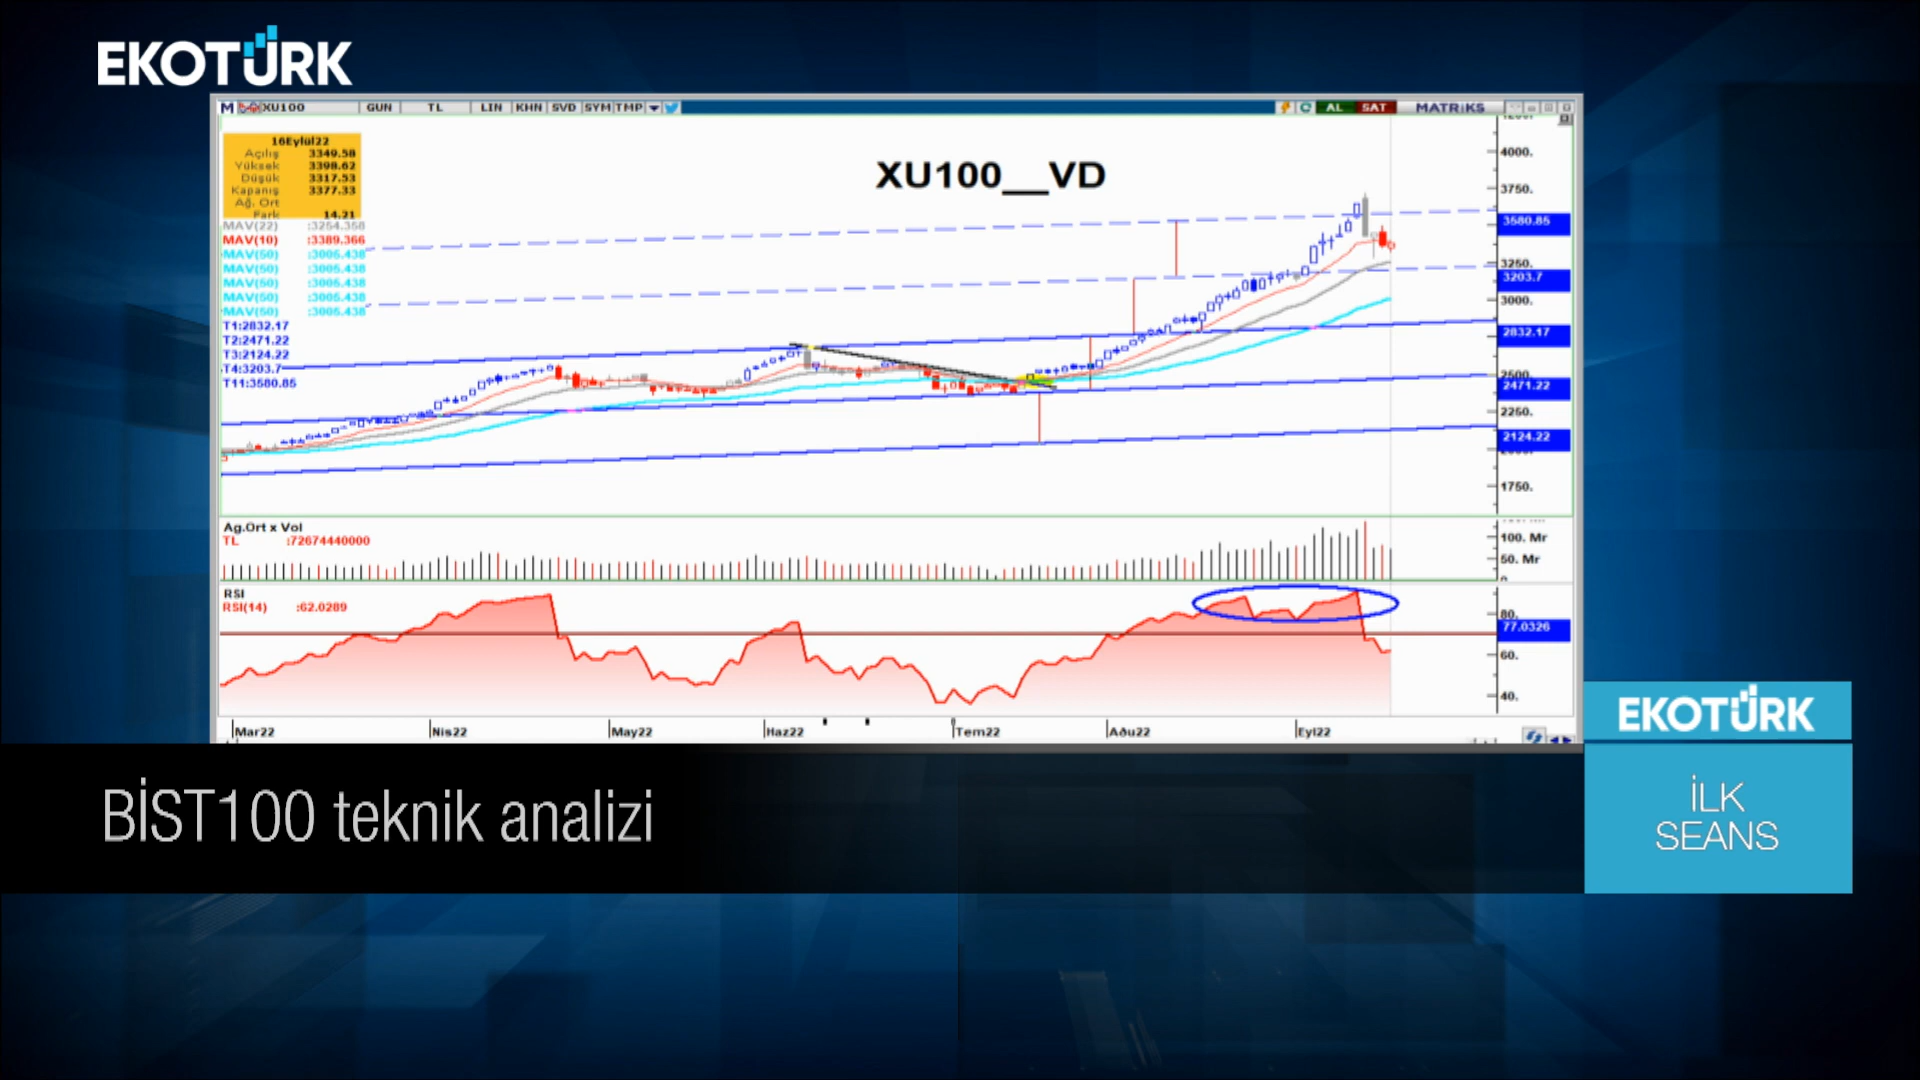 EKOTÜRK
M XU100 GUN TL LIN KHN SVD SYM TMP AL SAT MATRiKS
XU100__VD
16Eylül22
Açılış 3349.58
Yüksek 3398.62
Düşük 3317.53
Kapanış 3377.33
Ağ. Ort
Fark 14.21
MAV(22) :3254.358
MAV(10) :3389.366
MAV(50) :3005.438
MAV(50) :3005.438
MAV(50) :3005.438
MAV(50) :3005.438
MAV(50) :3005.438
T1:2832.17
T2:2471.22
T3:2124.22
T4:3203.7
T11:3580.85
4000.
3750.
3580.85
3250.
3203.7
3000.
2832.17
2500.
2471.22
2250.
2124.22
1750.
Ag.Ort x Vol
TL :72674440000
100. Mr
50. Mr
0
RSI
RSI(14) :62.0289
80.
77.0326
60.
40.
Mar22 Nis22 May22 Haz22 Tem22 Aðu22 Eyl22
EKOTÜRK
BİST100 teknik analizi
İLK
SEANS